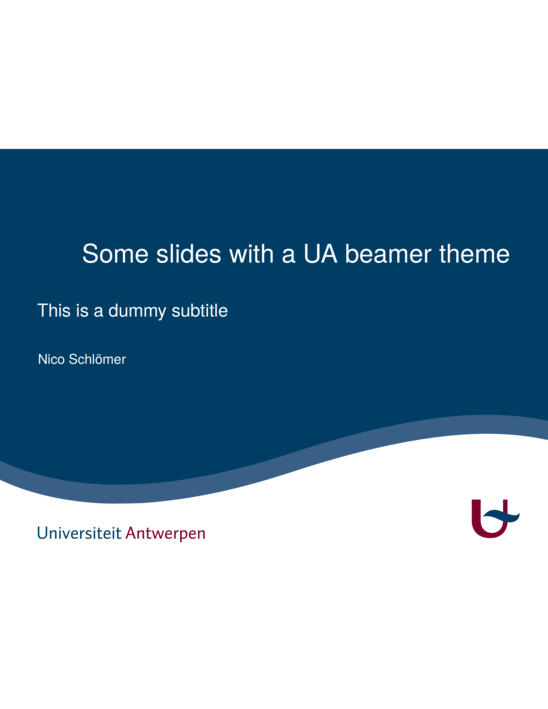 Some slides with a UA beamer theme
This is a dummy subtitle
Nico Schlömer
Universiteit Antwerpen